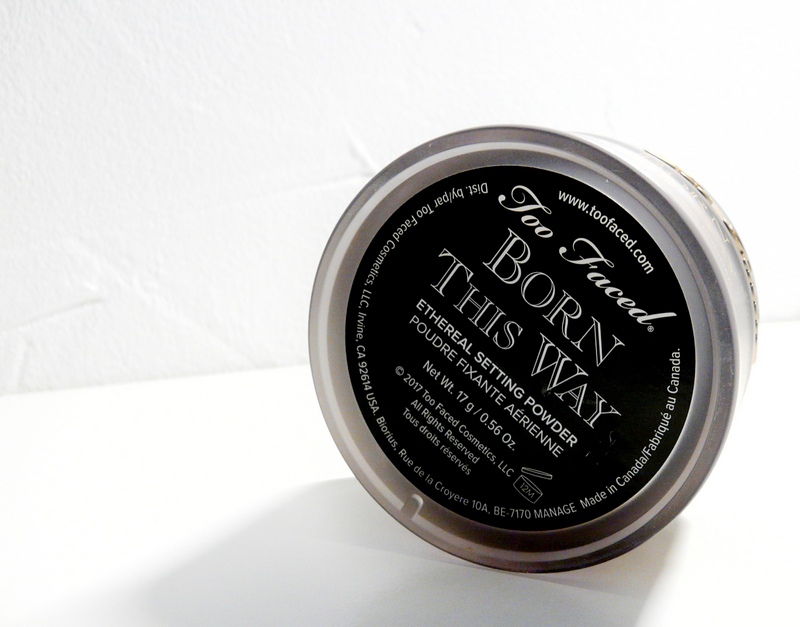 www.toofaced.com
Too Faced®
BORN
THIS WAY
ETHEREAL SETTING POWDER
POUDRE FIXANTE AÉRIENNE
Net Wt. 17 g / 0.56 Oz.
© 2017 Too Faced Cosmetics, LLC
All Rights Reserved
Tous droits réservés
12M
Dist. by/par Too Faced Cosmetics, LLC, Irvine, CA 92614 USA. Biorius, Rue de la Croyere 10A, BE-7170 MANAGE
Made in Canada/Fabriqué au Canada.